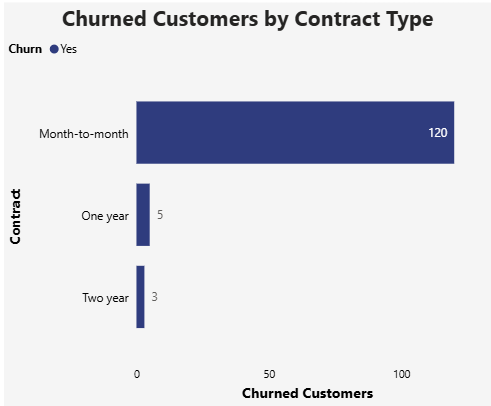 Churned Customers by Contract Type
Churn Yes
Contract
Month-to-month 120
One year 5
Two year 3
0 50 100
Churned Customers